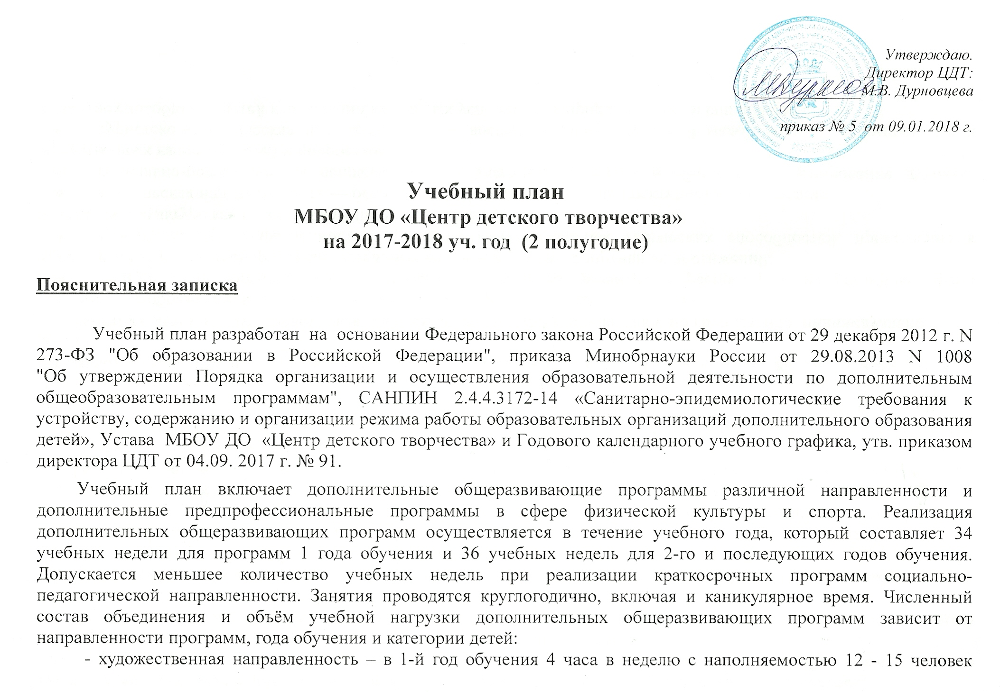 Утверждаю.
Директор ЦДТ:
М.В. Дурновцева
приказ № 5 от 09.01.2018 г.
Учебный план
МБОУ ДО «Центр детского творчества»
на 2017-2018 уч. год (2 полугодие)
Пояснительная записка
Учебный план разработан на основании Федерального закона Российской Федерации от 29 декабря 2012 г. N
273-ФЗ "Об образовании в Российской Федерации", приказа Минобрнауки России от 29.08.2013 N 1008
"Об утверждении Порядка организации и осуществления образовательной деятельности по дополнительным
общеобразовательным программам", САНПИН 2.4.4.3172-14 «Санитарно-эпидемиологические требования к
устройству, содержанию и организации режима работы образовательных организаций дополнительного образования
детей», Устава МБОУ ДО «Центр детского творчества» и Годового календарного учебного графика, утв. приказом
директора ЦДТ от 04.09. 2017 г. № 91.
Учебный план включает дополнительные общеразвивающие программы различной направленности и
дополнительные предпрофессиональные программы в сфере физической культуры и спорта. Реализация
дополнительных общеразвивающих программ осуществляется в течение учебного года, который составляет 34
учебных недели для программ 1 года обучения и 36 учебных недель для 2-го и последующих годов обучения.
Допускается меньшее количество учебных недель при реализации краткосрочных программ социально-
педагогической направленности. Занятия проводятся круглогодично, включая и каникулярное время. Численный
состав объединения и объём учебной нагрузки дополнительных общеразвивающих программ зависит от
направленности программ, года обучения и категории детей:
- художественная направленность – в 1-й год обучения 4 часа в неделю с наполняемостью 12 - 15 человек